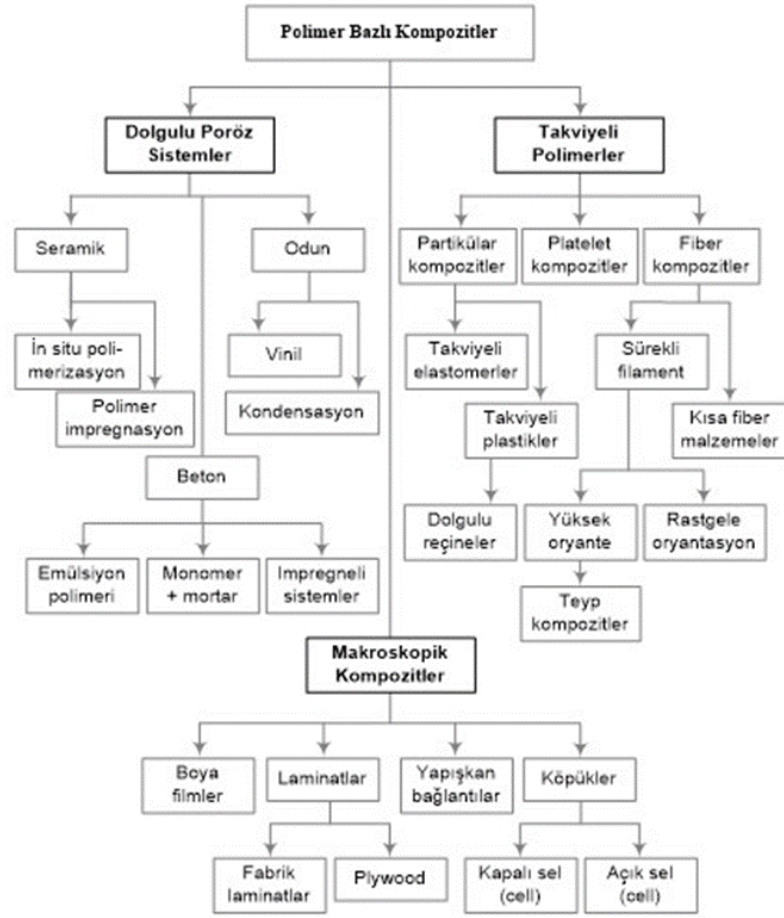 Polimer Bazlı Kompozitler
Dolgulu Poröz
Sistemler
Takviyeli
Polimerler
Seramik
Odun
Partikülar
kompozitler
Platelet
kompozitler
Fiber
kompozitler
İn situ poli-
merizasyon
Vinil
Takviyeli
elastomerler
Sürekli
filament
Polimer
impregnasyon
Kondensasyon
Takviyeli
plastikler
Kısa fiber
malzemeler
Beton
Dolgulu
reçineler
Yüksek
oryante
Rastgele
oryantasyon
Emülsiyon
polimeri
Monomer
+ mortar
Impregneli
sistemler
Teyp
kompozitler
Makroskopik
Kompozitler
Boya
filmler
Laminatlar
Yapışkan
bağlantılar
Köpükler
Fabrik
laminatlar
Plywood
Kapalı sel
(cell)
Açık sel
(cell)